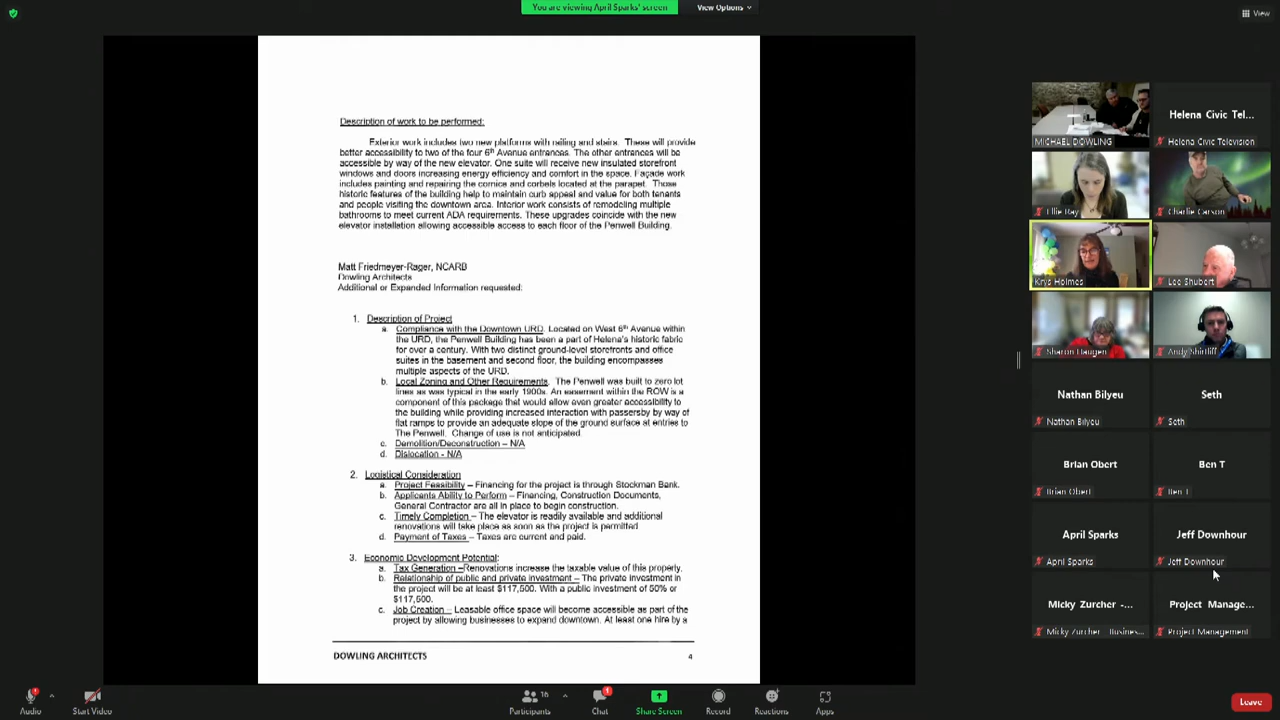 You are viewing April Sparks' screen
View Options
View
Description of work to be performed:
Exterior work includes two new platforms with railing and stairs. These will provide
better accessibility to two of the four 6th Avenue entrances. The other entrances will be
accessible by way of the new elevator. One suite will receive new insulated storefront
windows and doors increasing energy efficiency and comfort in the space. Façade work
includes painting and repairing the cornice and corbels located at the parapet. Those
historic features of the building help to maintain curb appeal and value for both tenants
and people visiting the downtown area. Interior work consists of remodeling multiple
bathrooms to meet current ADA requirements. These upgrades coincide with the new
elevator installation allowing accessible access to each floor of the Penwell Building.
Matt Friedmeyer-Rager, NCARB
Dowling Architects
Additional or Expanded Information requested:
1. Description of Project
a. Compliance with the Downtown URD. Located on West 6th Avenue within
the URD, the Penwell Building has been a part of Helena's historic fabric
for over a century. With two distinct ground-level storefronts and office
suites in the basement and second floor, the building encompasses
multiple aspects of the URD.
b. Local Zoning and Other Requirements. The Penwell was built to zero lot
lines as was typical in the early 1900s. An easement within the ROW is a
component of this package that would allow even greater accessibility to
the building while providing increased interaction with passersby by way of
flat ramps to provide an adequate slope of the ground surface at entries to
The Penwell. Change of use is not anticipated.
c. Demolition/Deconstruction – N/A
d. Dislocation - N/A
2. Logistical Consideration
a. Project Feasibility – Financing for the project is through Stockman Bank.
b. Applicants Ability to Perform – Financing, Construction Documents,
General Contractor are all in place to begin construction.
c. Timely Completion – The elevator is readily available and additional
renovations will take place as soon as the project is permitted
d. Payment of Taxes – Taxes are current and paid.
3. Economic Development Potential:
a. Tax Generation –Renovations increase the taxable value of this property.
b. Relationship of public and private investment – The private investment in
the project will be at least $117,500. With a public investment of 50% or
$117,500.
c. Job Creation – Leasable office space will become accessible as part of the
project by allowing businesses to expand downtown. At least one hire by a
DOWLING ARCHITECTS 4
MICHAEL DOWLING
Helena Civic Tel...
Helena Civic Television
Ellie Ray
Charlie Carson
Krys Holmes
Lee Shubert
Sharon Haugen
Andy Shirtliff
Nathan Bilyeu
Nathan Bilyeu
Seth
Seth
Brian Obert
Brian Obert
Ben T
Ben T
April Sparks
April Sparks
Jeff Downhour
Jeff Downhour
Micky Zurcher -...
Micky Zurcher - Busines...
Project Manage...
Project Management
Audio
Start Video
Participants
16
Chat
1
Share Screen
Record
Reactions
Apps
Leave